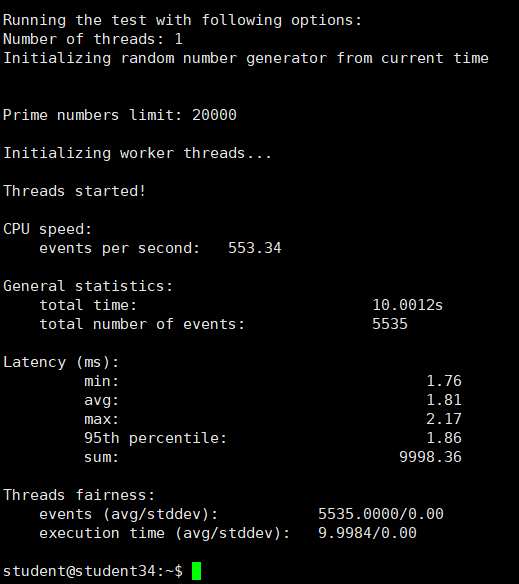 Running the test with following options:
Number of threads: 1
Initializing random number generator from current time
Prime numbers limit: 20000
Initializing worker threads...
Threads started!
CPU speed:
events per second: 553.34
General statistics:
total time: 10.0012s
total number of events: 5535
Latency (ms):
min: 1.76
avg: 1.81
max: 2.17
95th percentile: 1.86
sum: 9998.36
Threads fairness:
events (avg/stddev): 5535.0000/0.00
execution time (avg/stddev): 9.9984/0.00
student@student34:~$